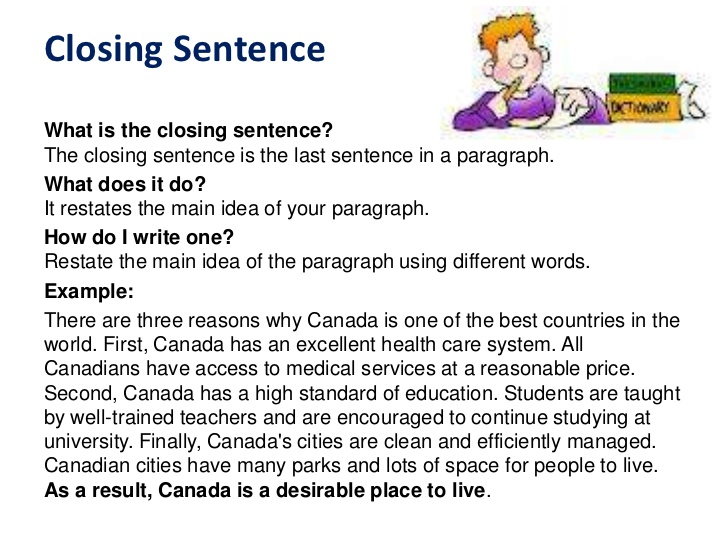 Closing Sentence
DICTIONARY
What is the closing sentence?
The closing sentence is the last sentence in a paragraph.
What does it do?
It restates the main idea of your paragraph.
How do I write one?
Restate the main idea of the paragraph using different words.
Example:
There are three reasons why Canada is one of the best countries in the
world. First, Canada has an excellent health care system. All
Canadians have access to medical services at a reasonable price.
Second, Canada has a high standard of education. Students are taught
by well-trained teachers and are encouraged to continue studying at
university. Finally, Canada's cities are clean and efficiently managed.
Canadian cities have many parks and lots of space for people to live.
As a result, Canada is a desirable place to live.